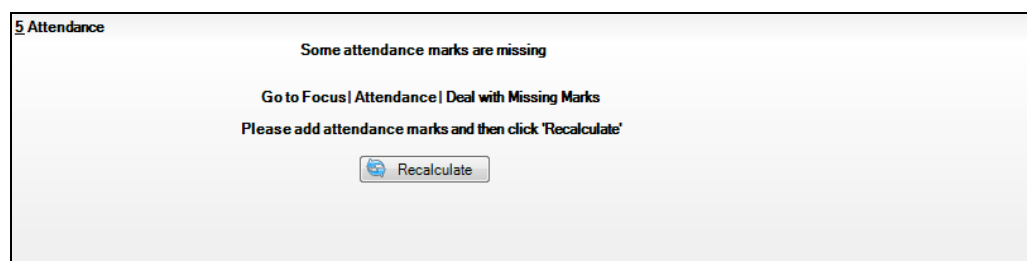 5 Attendance
Some attendance marks are missing
Go to Focus| Attendance| Deal with Missing Marks
Please add attendance marks and then click 'Recalculate'
Recalculate